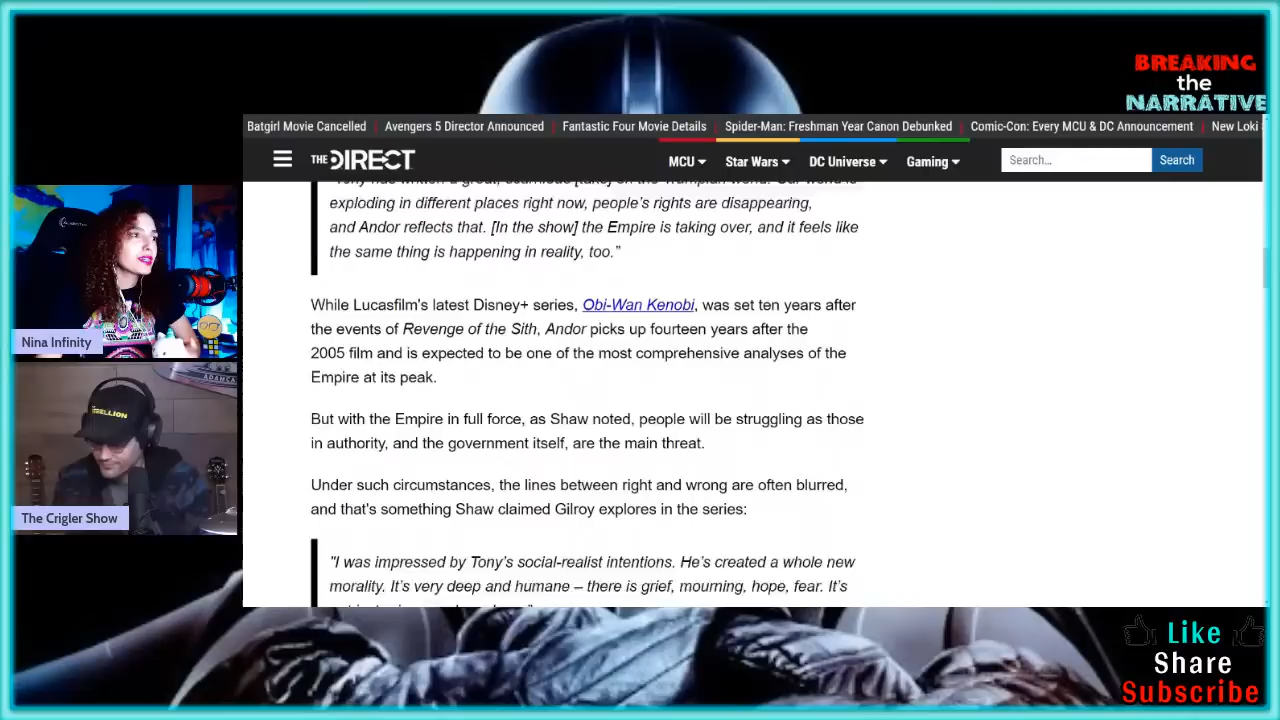 BREAKING
the
NARRATIVE
Batgirl Movie Cancelled | Avengers 5 Director Announced | Fantastic Four Movie Details | Spider-Man: Freshman Year Canon Debunked | Comic-Con: Every MCU & DC Announcement | New Loki
THE DIRECT
MCU Star Wars DC Universe Gaming
Search... Search
exploding in different places right now, people's rights are disappearing,
and Andor reflects that. [In the show] the Empire is taking over, and it feels like
the same thing is happening in reality, too."
While Lucasfilm's latest Disney+ series, Obi-Wan Kenobi, was set ten years after
the events of Revenge of the Sith, Andor picks up fourteen years after the
2005 film and is expected to be one of the most comprehensive analyses of the
Empire at its peak.
But with the Empire in full force, as Shaw noted, people will be struggling as those
in authority, and the government itself, are the main threat.
Under such circumstances, the lines between right and wrong are often blurred,
and that's something Shaw claimed Gilroy explores in the series:
"I was impressed by Tony's social-realist intentions. He's created a whole new
morality. It's very deep and humane – there is grief, mourning, hope, fear. It's
Nina Infinity
REBELLION
The Crigler Show
Like
Share
Subscribe